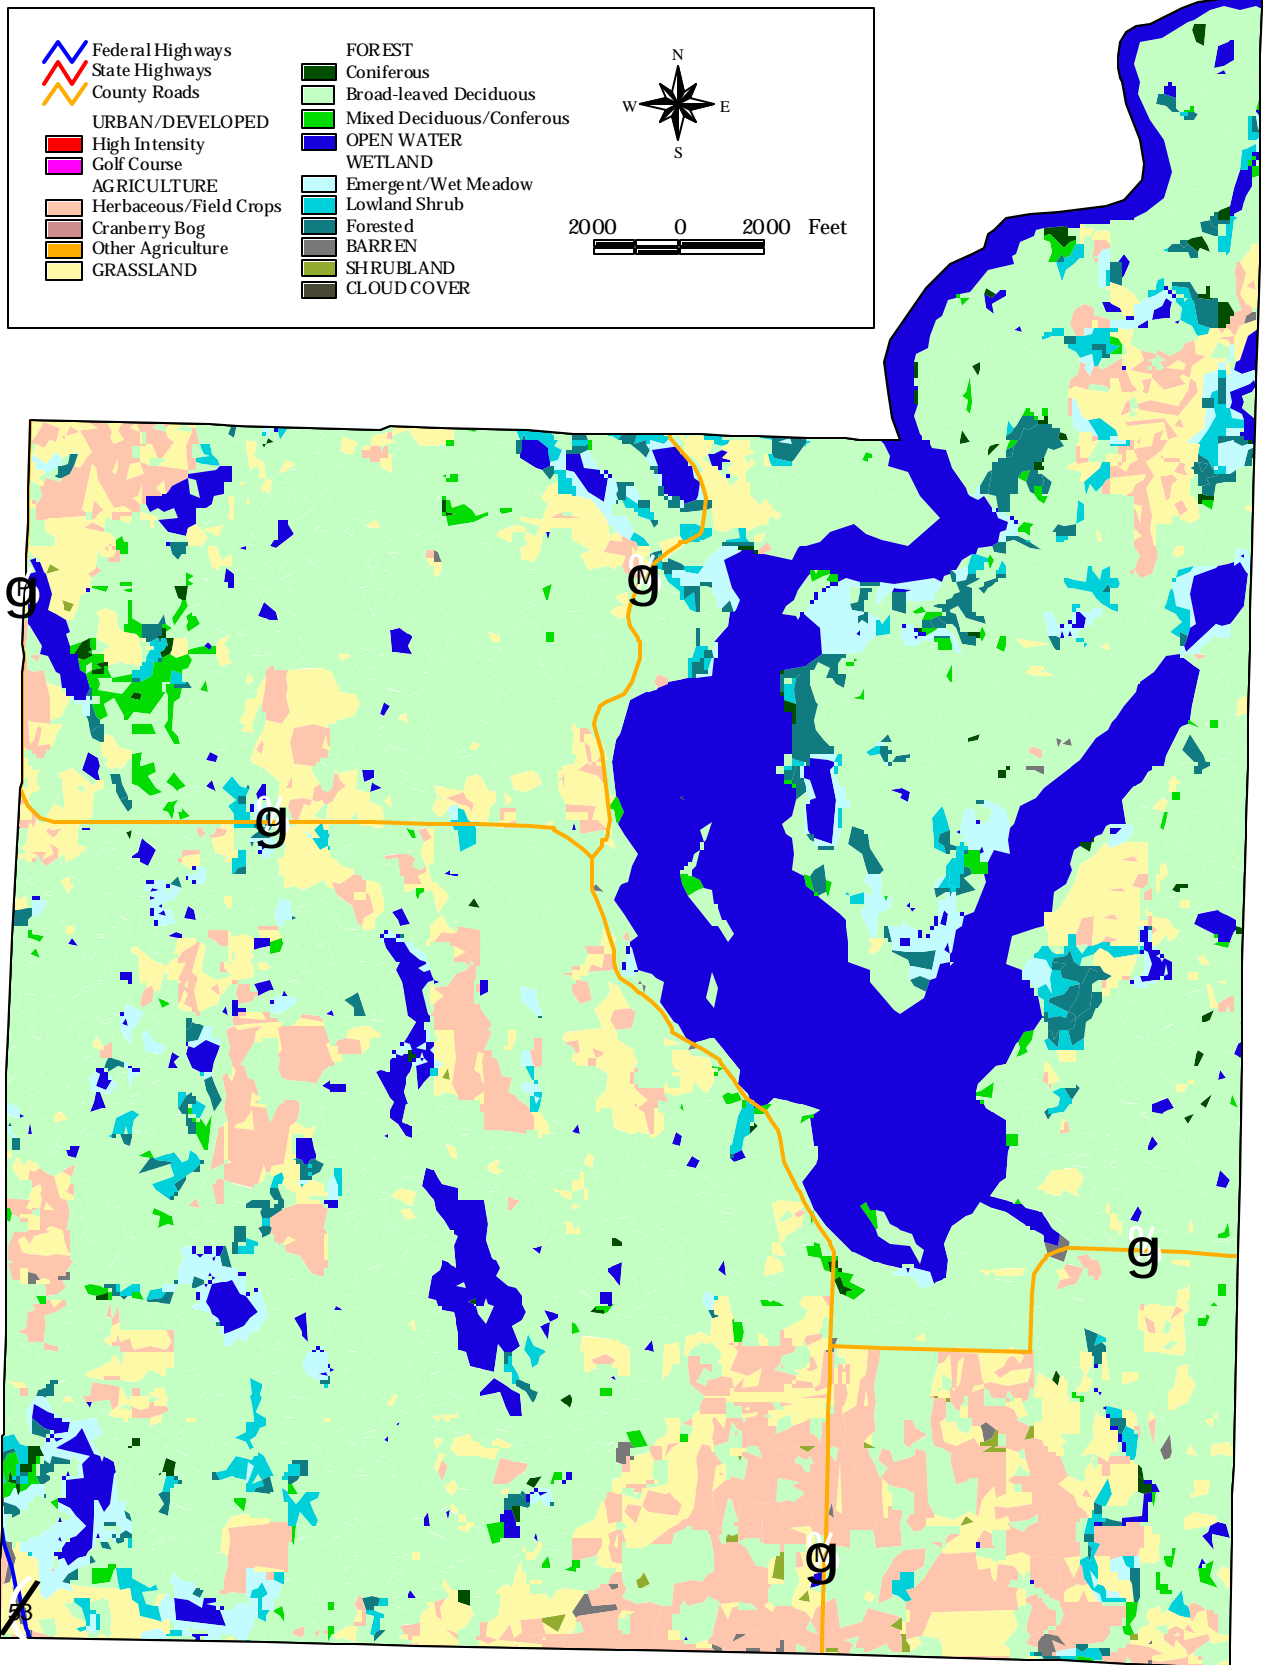 Federal Highways
State Highways
County Roads
URBAN/DEVELOPED
High Intensity
Golf Course
AGRICULTURE
Herbaceous/Field Crops
Cranberry Bog
Other Agriculture
GRASSLAND
FOREST
Coniferous
Broad-leaved Deciduous
Mixed Deciduous/Conferous
OPEN WATER
WETLAND
Emergent/Wet Meadow
Lowland Shrub
Forested
BARREN
SHRUBLAND
CLOUD COVER
N
W E
S
2000 0 2000 Feet
g
M
g
L
g
L
g
M
g
53